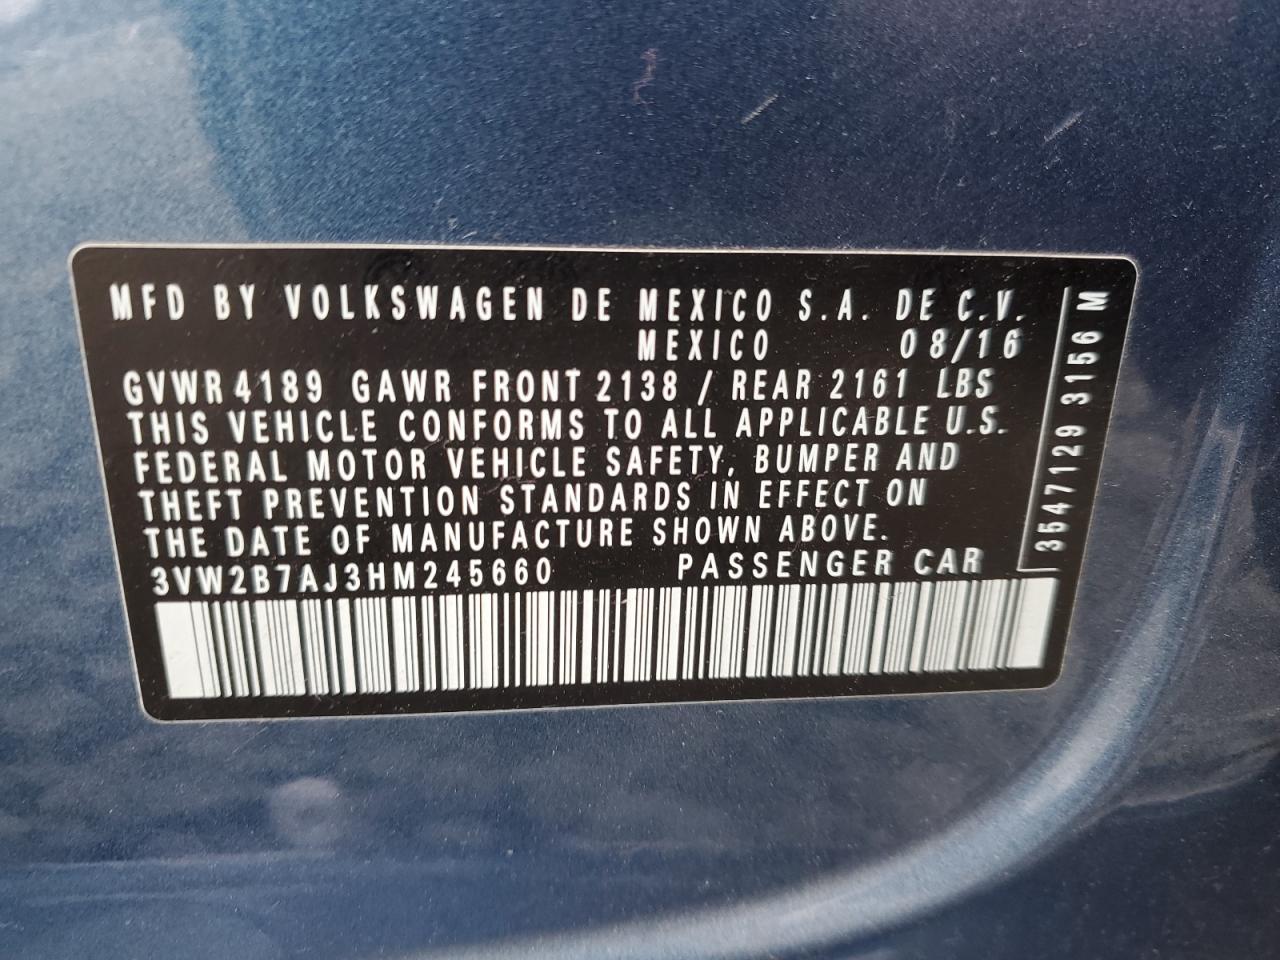 MFD BY VOLKSWAGEN DE MEXICO S.A. DE C.V.
MEXICO 08/16
GVWR 4189 GAWR FRONT 2138 / REAR 2161 LBS
THIS VEHICLE CONFORMS TO ALL APPLICABLE U.S.
FEDERAL MOTOR VEHICLE SAFETY, BUMPER AND
THEFT PREVENTION STANDARDS IN EFFECT ON
THE DATE OF MANUFACTURE SHOWN ABOVE.
3VW2B7AJ3HM245660 PASSENGER CAR
3547129 3156 M